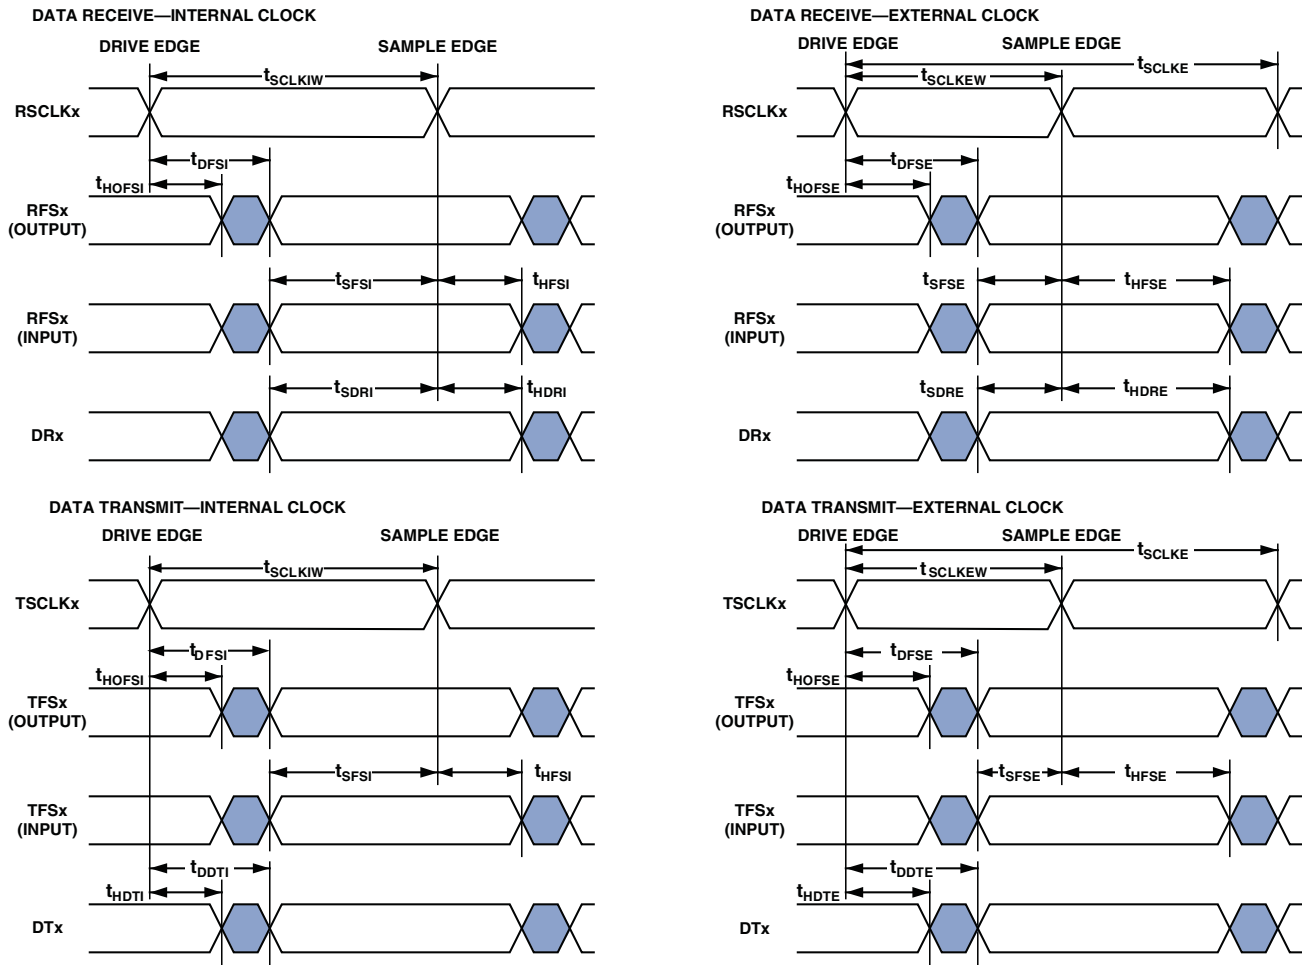 DATA RECEIVE—INTERNAL CLOCK
DRIVE EDGE
SAMPLE EDGE
tSCLKIW
RSCLKx
tDFSI
tHOFSI
RFSx
(OUTPUT)
tSFSI
tHFSI
RFSx
(INPUT)
tSDRI
tHDRI
DRx
DATA RECEIVE—EXTERNAL CLOCK
DRIVE EDGE
SAMPLE EDGE
tSCLKE
tSCLKEW
RSCLKx
tDFSE
tHOFSE
RFSx
(OUTPUT)
tSFSE
tHFSE
RFSx
(INPUT)
tSDRE
tHDRE
DRx
DATA TRANSMIT—INTERNAL CLOCK
DRIVE EDGE
SAMPLE EDGE
tSCLKIW
TSCLKx
tDFSI
tHOFSI
TFSx
(OUTPUT)
tSFSI
tHFSI
TFSx
(INPUT)
tDDTI
tHDTI
DTx
DATA TRANSMIT—EXTERNAL CLOCK
DRIVE EDGE
SAMPLE EDGE
tSCLKE
tSCLKEW
TSCLKx
tDFSE
tHOFSE
TFSx
(OUTPUT)
tSFSE
tHFSE
TFSx
(INPUT)
tDDTE
tHDTE
DTx